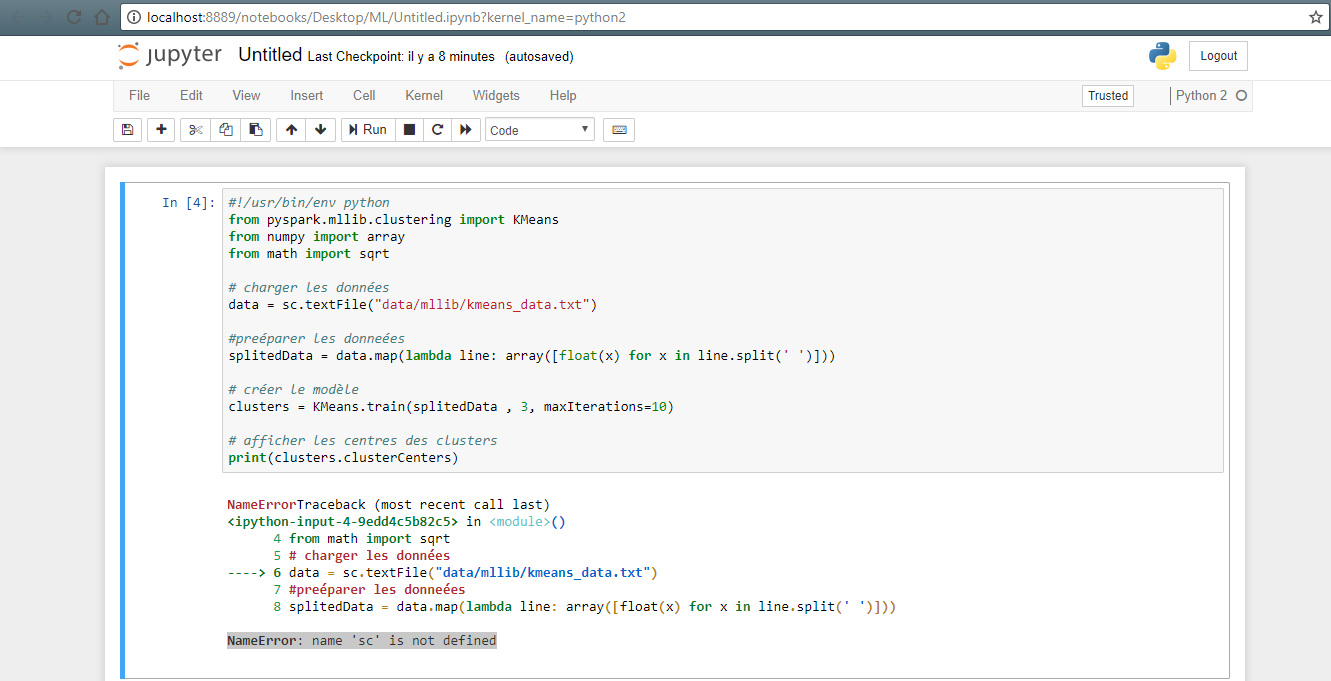 localhost:8889/notebooks/Desktop/ML/Untitled.ipynb?kernel_name=python2
jupyter Untitled Last Checkpoint: il y a 8 minutes (autosaved)
Logout
File Edit View Insert Cell Kernel Widgets Help
Trusted
Python 2
Run
Code
In [4]:
#!/usr/bin/env python
from pyspark.mllib.clustering import KMeans
from numpy import array
from math import sqrt
# charger les données
data = sc.textFile("data/mllib/kmeans_data.txt")
#preéparer les donneées
splitedData = data.map(lambda line: array([float(x) for x in line.split(' ')]))
# créer le modèle
clusters = KMeans.train(splitedData , 3, maxIterations=10)
# afficher les centres des clusters
print(clusters.clusterCenters)
NameErrorTraceback (most recent call last)
<ipython-input-4-9edd4c5b82c5> in <module>()
4 from math import sqrt
5 # charger les données
----> 6 data = sc.textFile("data/mllib/kmeans_data.txt")
7 #preéparer les donneées
8 splitedData = data.map(lambda line: array([float(x) for x in line.split(' ')]))
NameError: name 'sc' is not defined